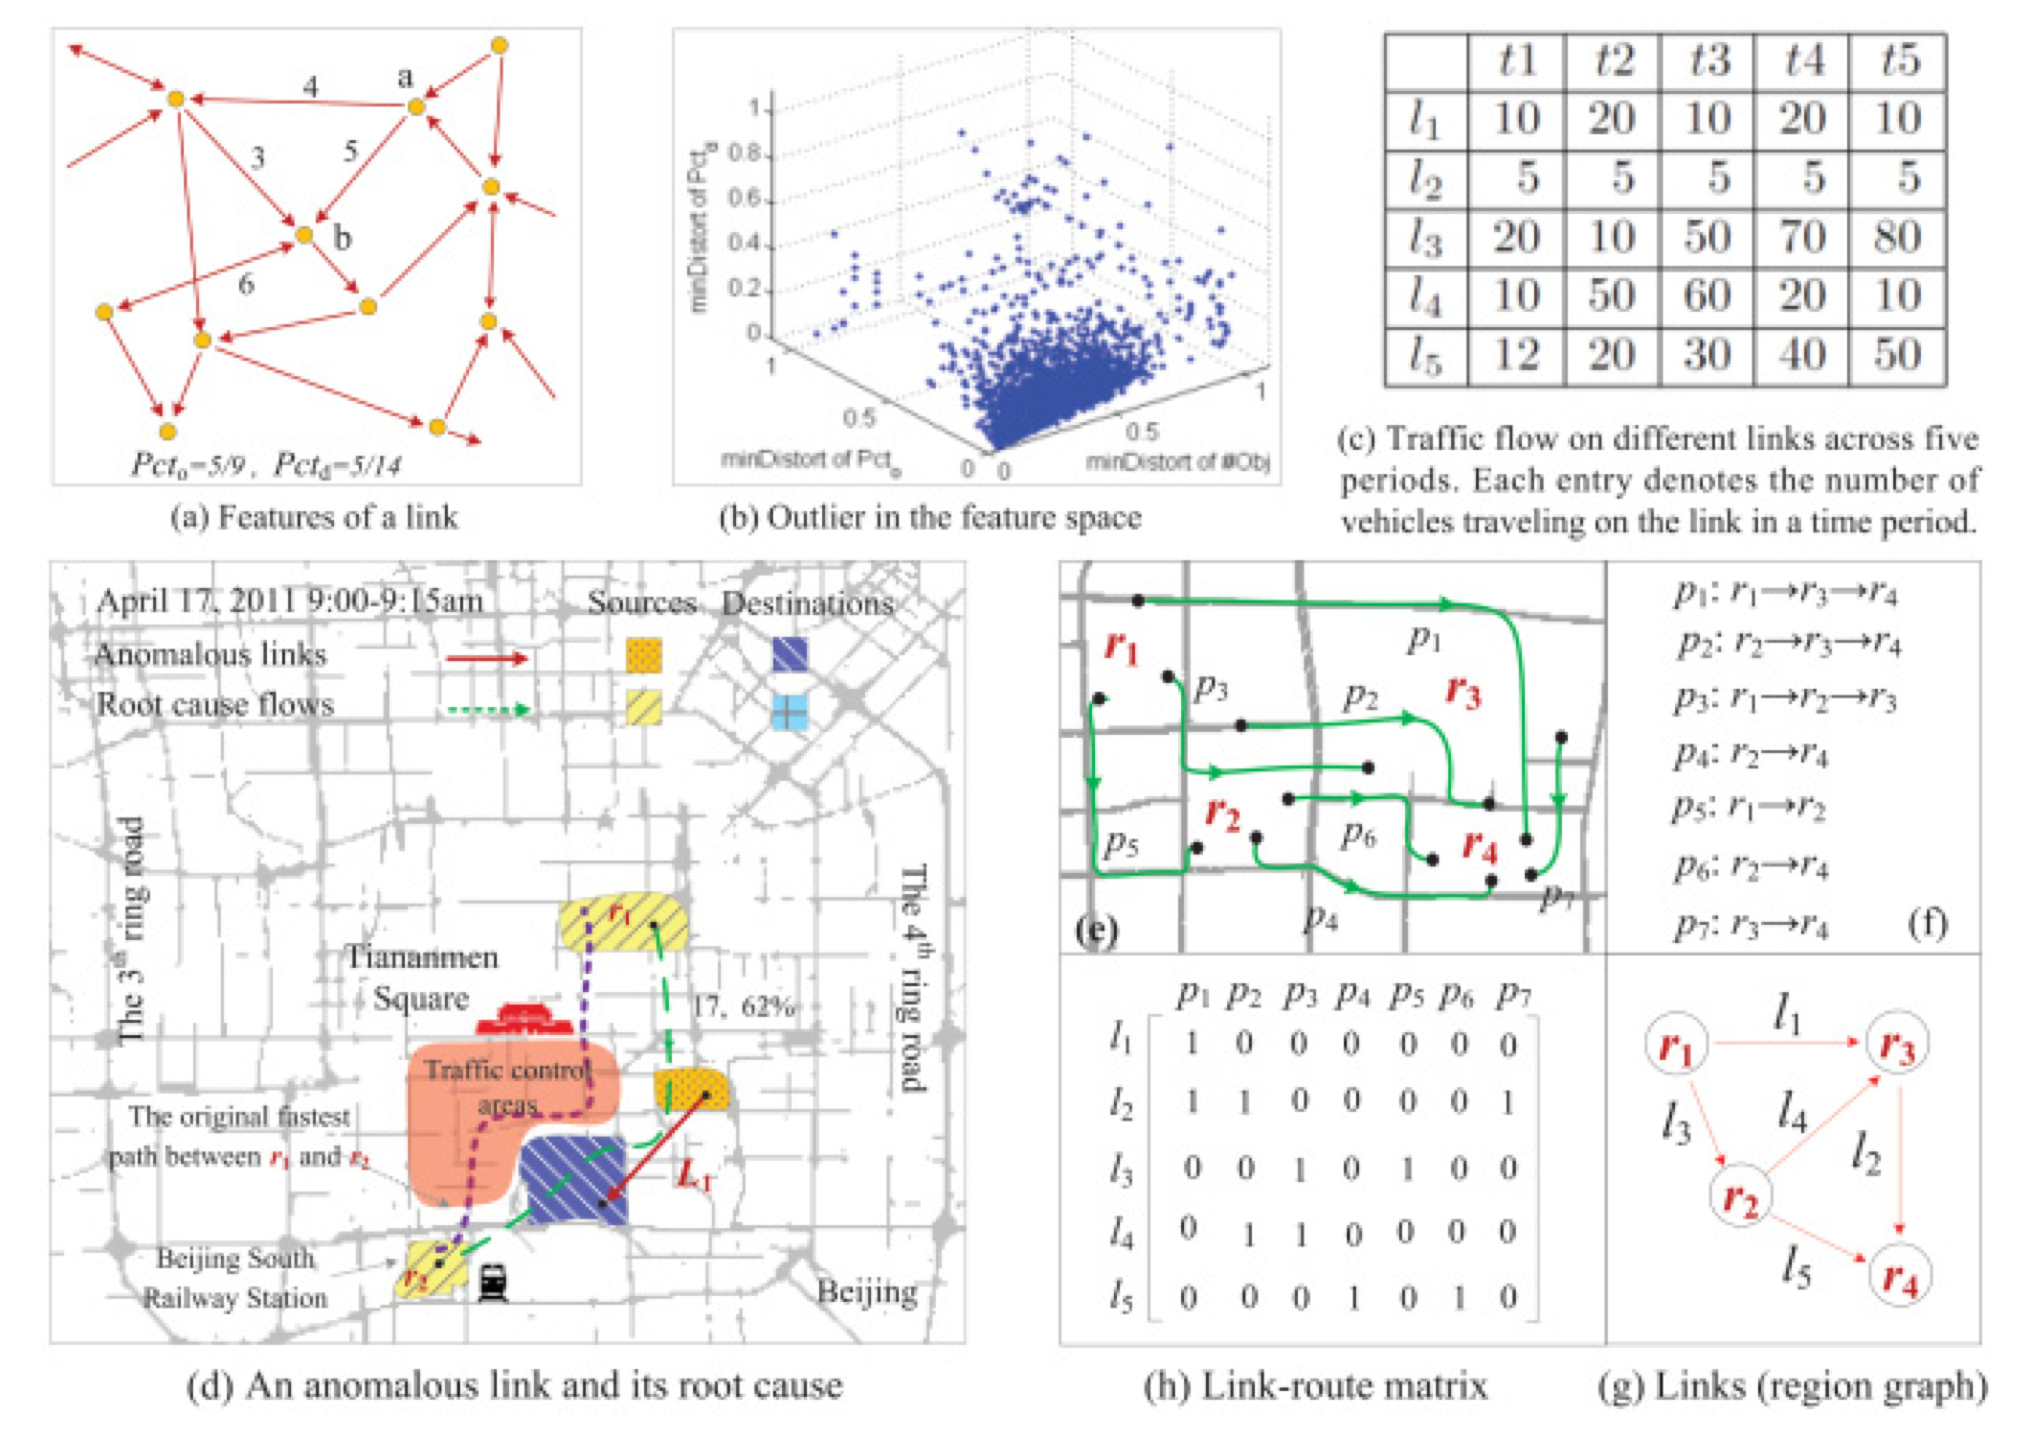 4
a
3
5
b
6
Pct_o=5/9 , Pct_d=5/14
(a) Features of a link
minDistort of Pct_d
1
0.8
0.6
0.4
0.2
0
1
0.5
0
0
0.5
1
minDistort of Pct_o
minDistort of #Obj
(b) Outlier in the feature space
t1 t2 t3 t4 t5
l1 10 20 10 20 10
l2 5 5 5 5 5
l3 20 10 50 70 80
l4 10 50 60 20 10
l5 12 20 30 40 50
(c) Traffic flow on different links across five
periods. Each entry denotes the number of
vehicles traveling on the link in a time period.
April 17, 2011 9:00-9:15am
Sources Destinations
Anomalous links
Root cause flows
The 3th ring road
The 4th ring road
r1
Tiananmen
Square
17, 62%
Traffic control
areas
The original fastest
path between r1 and r2
L1
Beijing South
Railway Station
r2
Beijing
(d) An anomalous link and its root cause
r1
p1
p3
p2
r3
r2
p6
r4
p5
p4
p7
(e)
p1: r1→r3→r4
p2: r2→r3→r4
p3: r1→r2→r3
p4: r2→r4
p5: r1→r2
p6: r2→r4
p7: r3→r4
(f)
p1 p2 p3 p4 p5 p6 p7
l1 1 0 0 0 0 0 0
l2 1 1 0 0 0 0 1
l3 0 0 1 0 1 0 0
l4 0 1 1 0 0 0 0
l5 0 0 0 1 0 1 0
(h) Link-route matrix
r1
l1
r3
l3
l4
l2
r2
l5
r4
(g) Links (region graph)